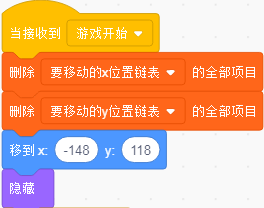 当接收到 游戏开始
删除 要移动的x位置链表 的全部项目
删除 要移动的y位置链表 的全部项目
移到 x: -148 y: 118
隐藏